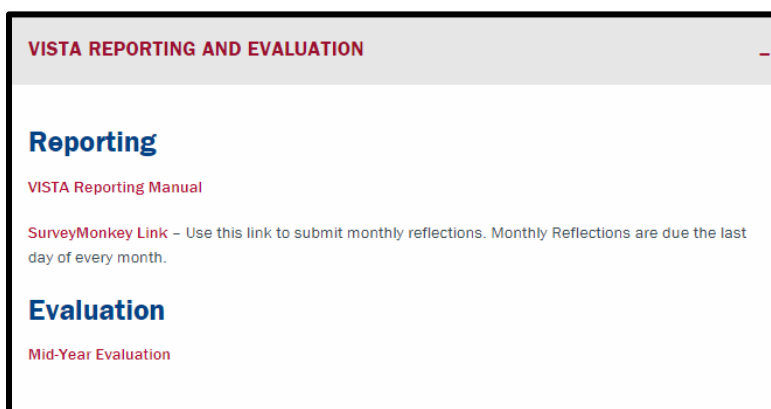 VISTA REPORTING AND EVALUATION
Reporting
VISTA Reporting Manual
SurveyMonkey Link – Use this link to submit monthly reflections. Monthly Reflections are due the last
day of every month.
Evaluation
Mid-Year Evaluation